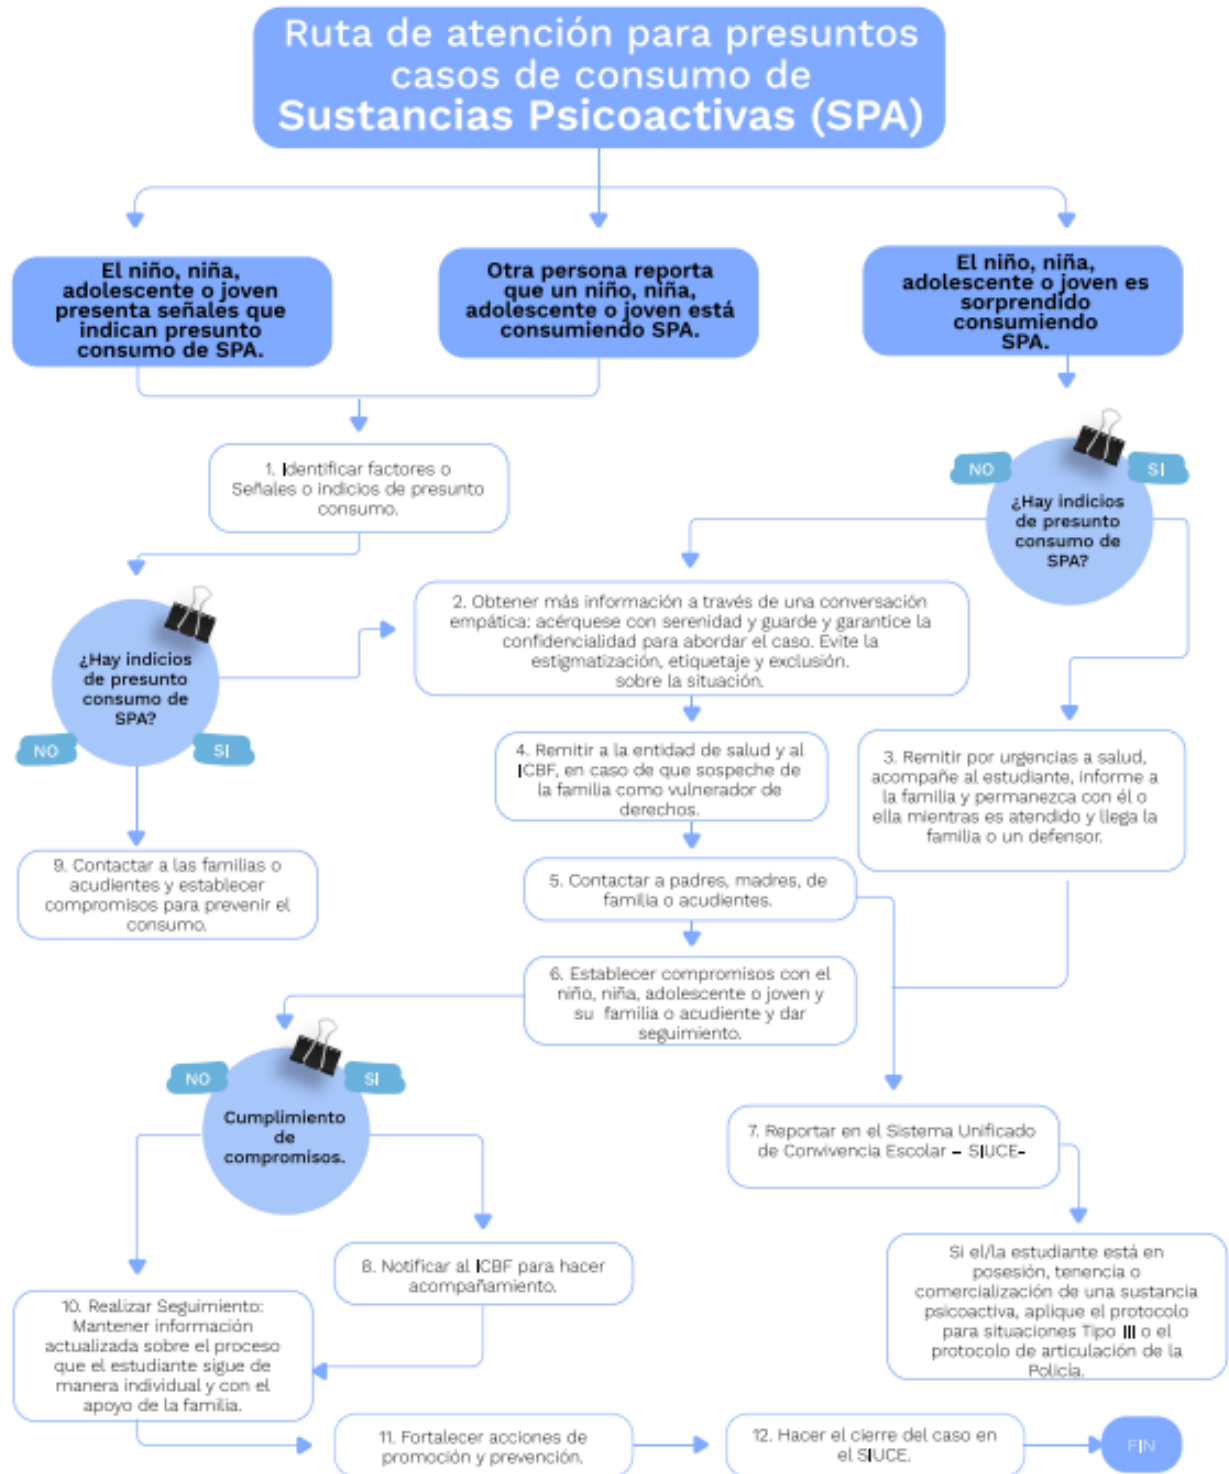 Ruta de atención para presuntos
casos de consumo de
Sustancias Psicoactivas (SPA)
El niño, niña,
adolescente o joven
presenta señales que
indican presunto
consumo de SPA.
Otra persona reporta
que un niño, niña,
adolescente o joven está
consumiendo SPA.
El niño, niña,
adolescente o joven es
sorprendido
consumiendo
SPA.
1. Identificar factores o
Señales o indicios de presunto
consumo.
NO
SI
¿Hay indicios
de presunto
consumo de
SPA?
2. Obtener más información a través de una conversación
empática: acérquese con serenidad y guarde y garantice la
confidencialidad para abordar el caso. Evite la
estigmatización, etiquetaje y exclusión.
sobre la situación.
¿Hay indicios
de presunto
consumo de
SPA?
NO
SI
4. Remitir a la entidad de salud y al
ICBF, en caso de que sospeche de
la familia como vulnerador de
derechos.
3. Remitir por urgencias a salud,
acompañe al estudiante, informe a
la familia y permanezca con él o
ella mientras es atendido y llega la
familia o un defensor.
9. Contactar a las familias o
acudientes y establecer
compromisos para prevenir el
consumo.
5. Contactar a padres, madres, de
familia o acudientes.
6. Establecer compromisos con el
niño, niña, adolescente o joven y
su familia o acudiente y dar
seguimiento.
NO
SI
Cumplimiento
de
compromisos.
7. Reportar en el Sistema Unificado
de Convivencia Escolar – SIUCE-
8. Notificar al ICBF para hacer
acompañamiento.
Si el/la estudiante está en
posesión, tenencia o
comercialización de una sustancia
psicoactiva, aplique el protocolo
para situaciones Tipo III o el
protocolo de articulación de la
Policía.
10. Realizar Seguimiento:
Mantener información
actualizada sobre el proceso
que el estudiante sigue de
manera individual y con el
apoyo de la familia.
11. Fortalecer acciones de
promoción y prevención.
12. Hacer el cierre del caso en
el SIUCE.
FIN